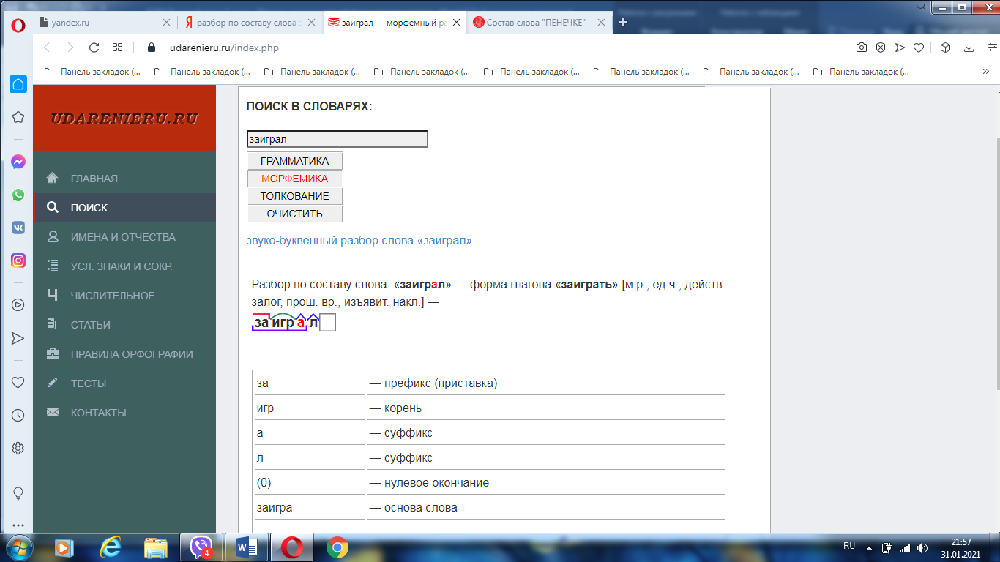 yandex.ru
разбор по составу слова з
заиграл — морфемный ра
Состав слова "ПЕНЁЧКЕ"
udarenieru.ru/index.php
Панель закладок (...
Панель закладок (...
Панель закладок (...
Панель закладок (...
Панель закладок (...
Панель закладок (...
Панель закладок (...
Панель закладок (...
UDARENIERU.RU
ГЛАВНАЯ
ПОИСК
ИМЕНА И ОТЧЕСТВА
УСЛ. ЗНАКИ И СОКР.
ЧИСЛИТЕЛЬНОЕ
СТАТЬИ
ПРАВИЛА ОРФОГРАФИИ
ТЕСТЫ
КОНТАКТЫ
ПОИСК В СЛОВАРЯХ:
заиграл
ГРАММАТИКА
МОРФЕМИКА
ТОЛКОВАНИЕ
ОЧИСТИТЬ
звуко-буквенный разбор слова «заиграл»
Разбор по составу слова: «заиграл» — форма глагола «заиграть» [м.р., ед.ч., действ.
залог, прош. вр., изъявит. накл.] —
заиграл
за — префикс (приставка)
игр — корень
а — суффикс
л — суффикс
(0) — нулевое окончание
заигра — основа слова
4
RU
21:57
31.01.2021